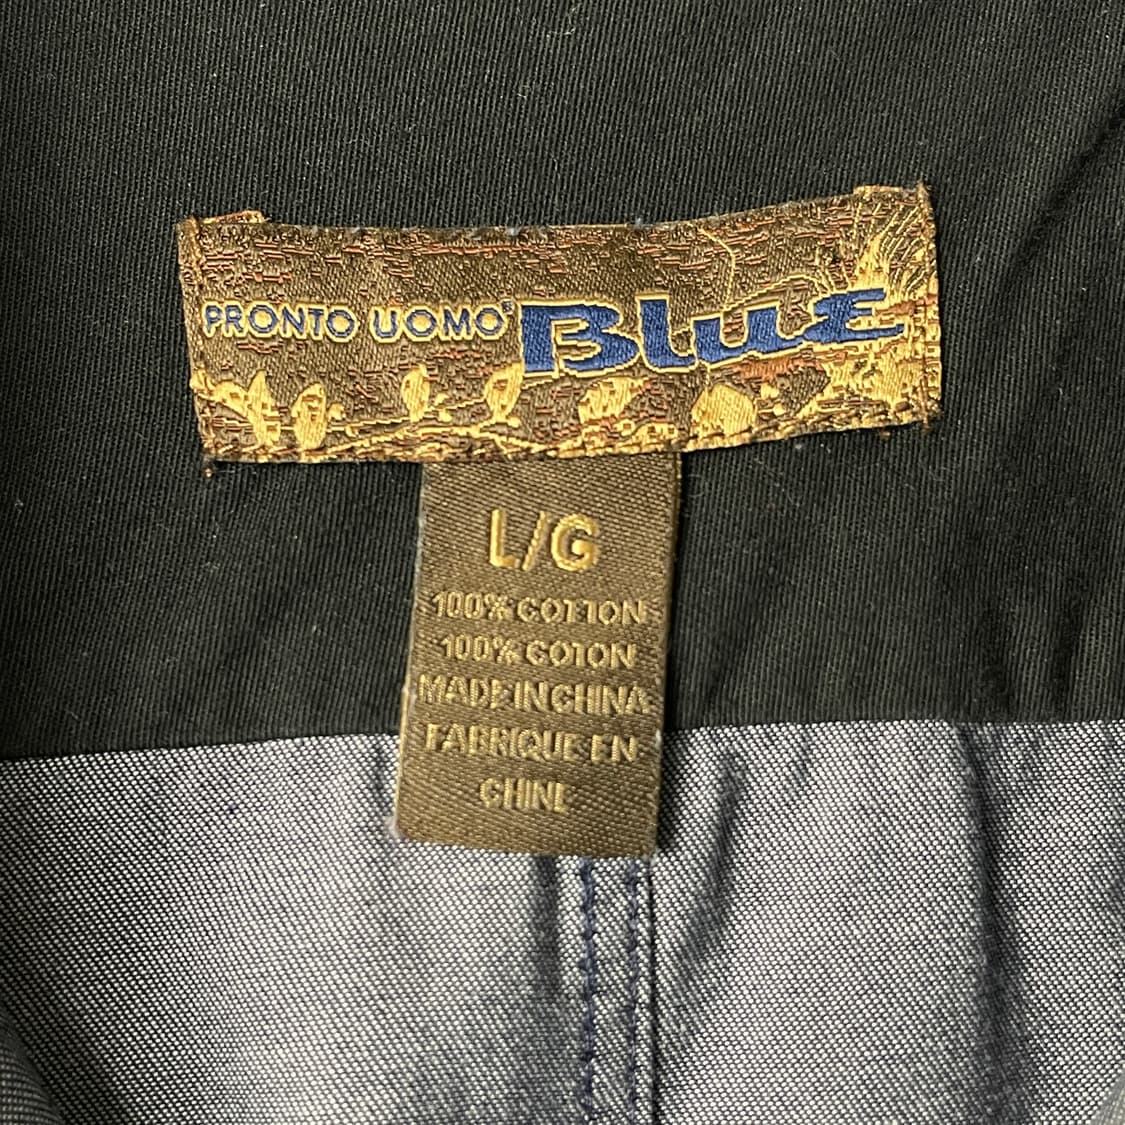 PRONTO UOMO® Blue
L/G
100% COTTON
100% COTON
MADE IN CHINA
FABRIQUE EN
CHINE